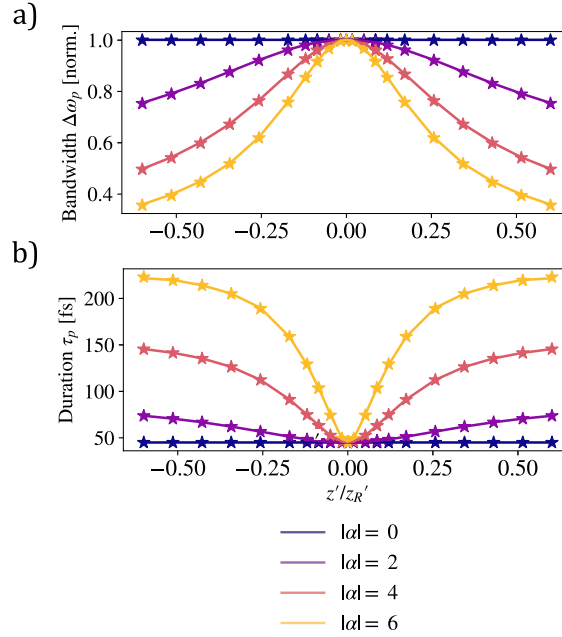 a)
Bandwidth Δω_p [norm.]
1.0
0.8
0.6
0.4
−0.50 −0.25 0.00 0.25 0.50
b)
Duration τ_p [fs]
200
150
100
50
−0.50 −0.25 0.00 0.25 0.50
z′/z_R′
|α| = 0
|α| = 2
|α| = 4
|α| = 6